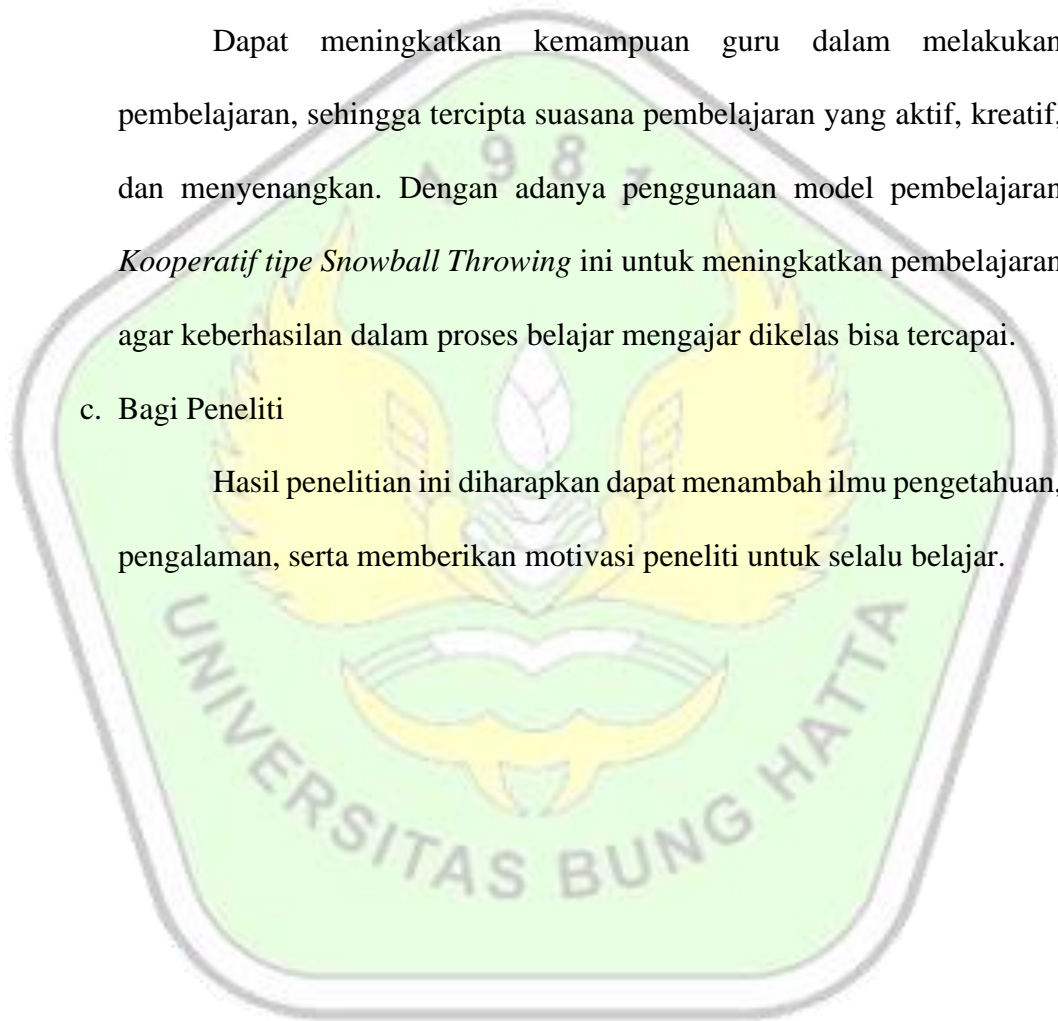 Dapat meningkatkan kemampuan guru dalam melakukan
pembelajaran, sehingga tercipta suasana pembelajaran yang aktif, kreatif,
1981
dan menyenangkan. Dengan adanya penggunaan model pembelajaran
Kooperatif tipe Snowball Throwing ini untuk meningkatkan pembelajaran
agar keberhasilan dalam proses belajar mengajar dikelas bisa tercapai.
c. Bagi Peneliti
Hasil penelitian ini diharapkan dapat menambah ilmu pengetahuan,
pengalaman, serta memberikan motivasi peneliti untuk selalu belajar.
UNIVERSITAS BUNG HATTA